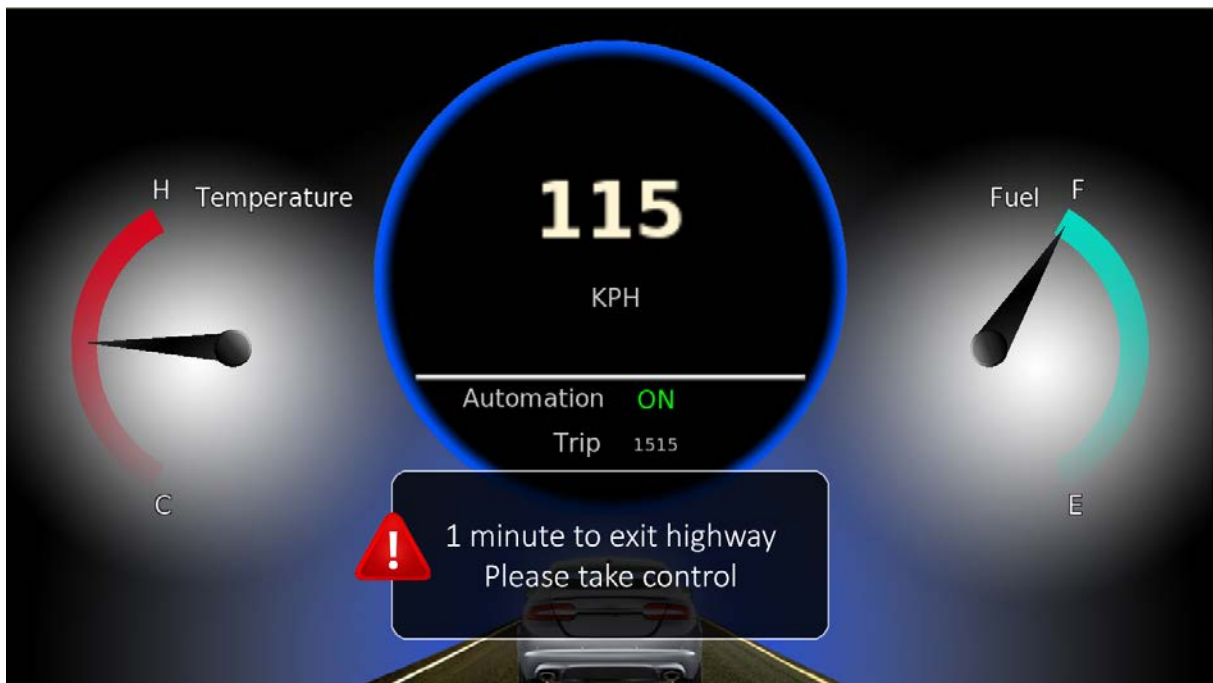 H Temperature
C
115
KPH
Automation ON
Trip 1515
Fuel F
E
!
1 minute to exit highway
Please take control